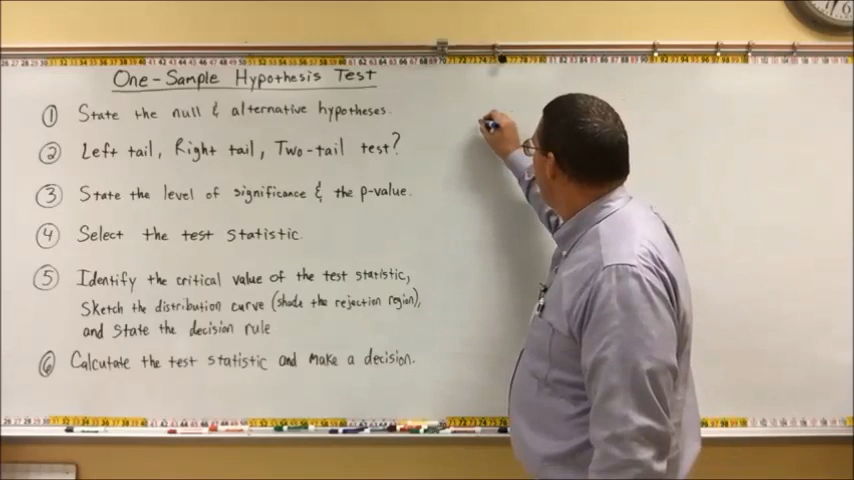 One-Sample Hypothesis Test
① State the null & alternative hypotheses.
② Left tail, Right tail, Two-tail test?
③ State the level of significance & the p-value.
④ Select the test statistic.
⑤ Identify the critical value of the test statistic,
Sketch the distribution curve (shade the rejection region),
and state the decision rule
⑥ Calculate the test statistic and make a decision.